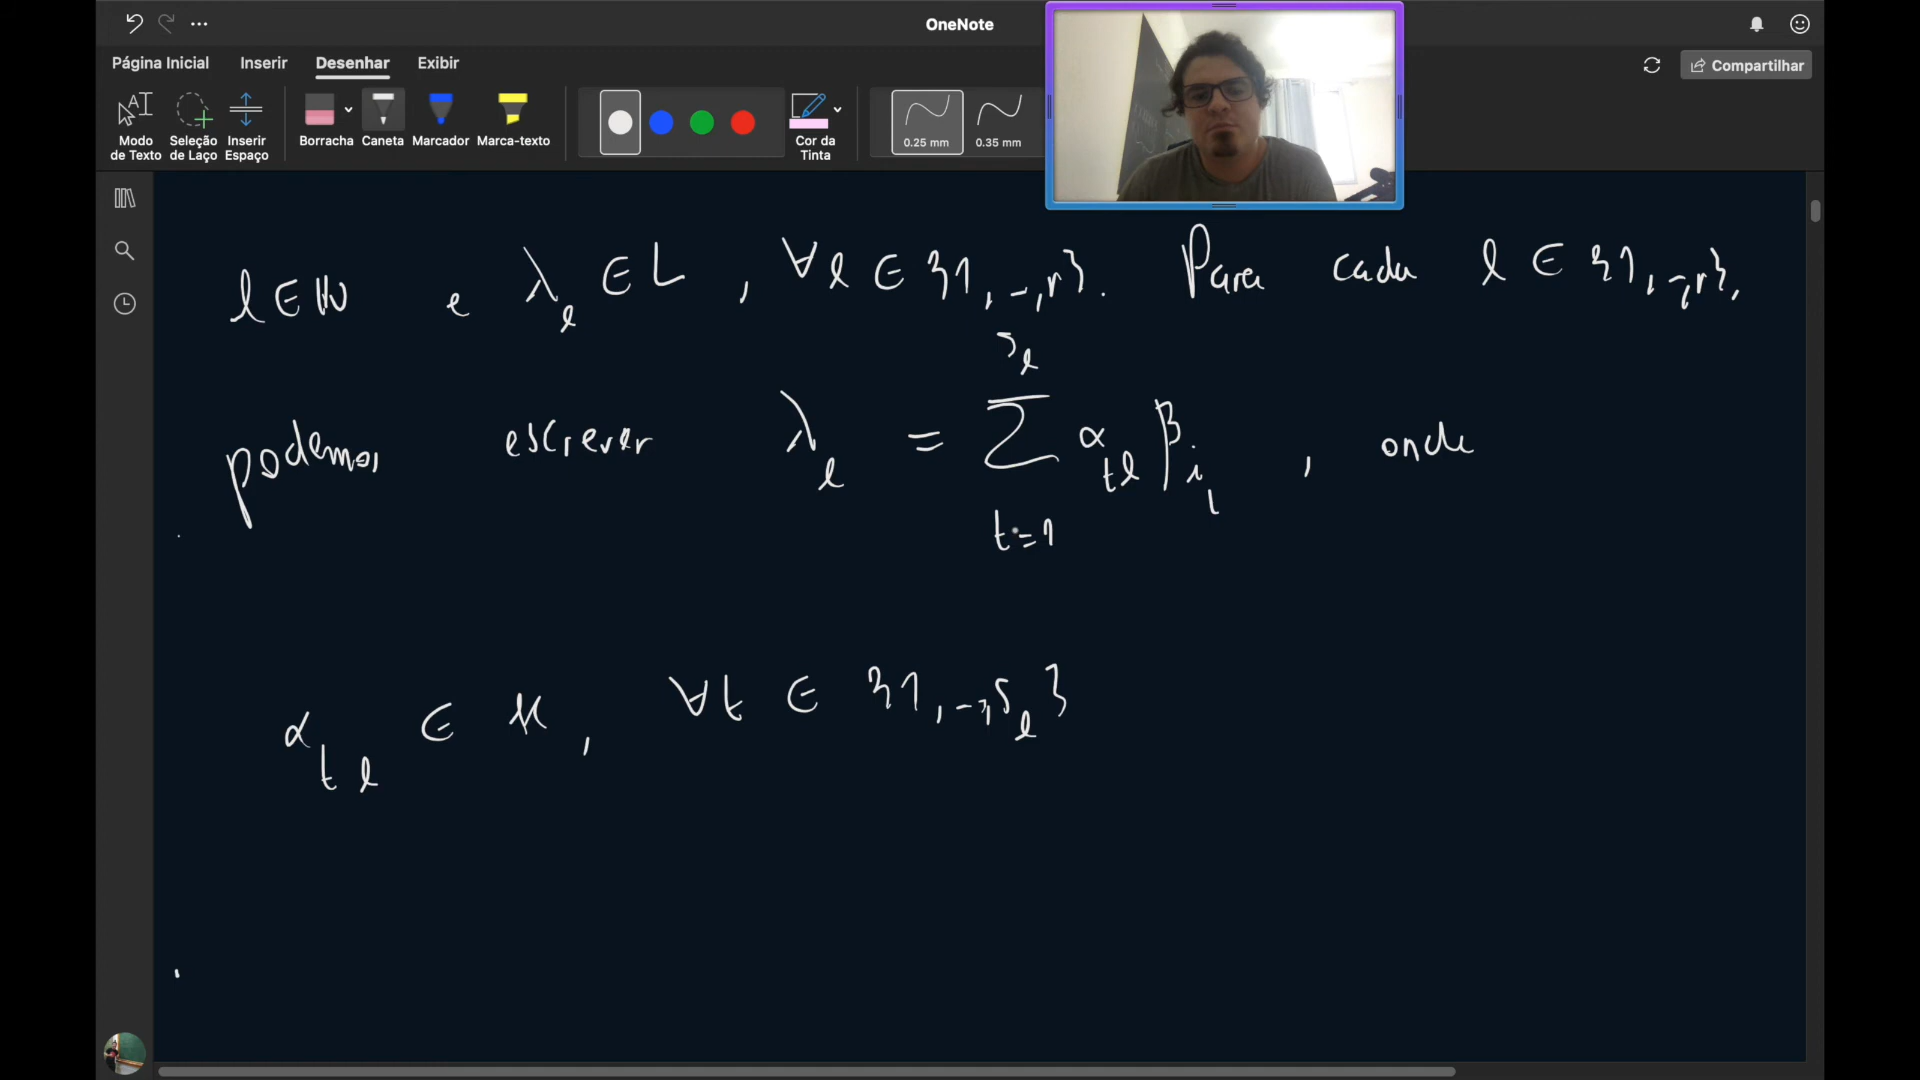 OneNote
Página Inicial Inserir Desenhar Exibir
Compartilhar
Modo de Texto Seleção de Laço Inserir Espaço Borracha Caneta Marcador Marca-texto Cor da Tinta 0.25 mm 0.35 mm
l ∈ ℕ e λ_l ∈ L , ∀ l ∈ {1, -, r}. Para cada l ∈ {1, -, r},
podemos escrever λ_l = ∑_{t=1}^{s_l} α_{tl} β_{i_l} , onde
α_{tl} ∈ K , ∀t ∈ {1, -, s_l}